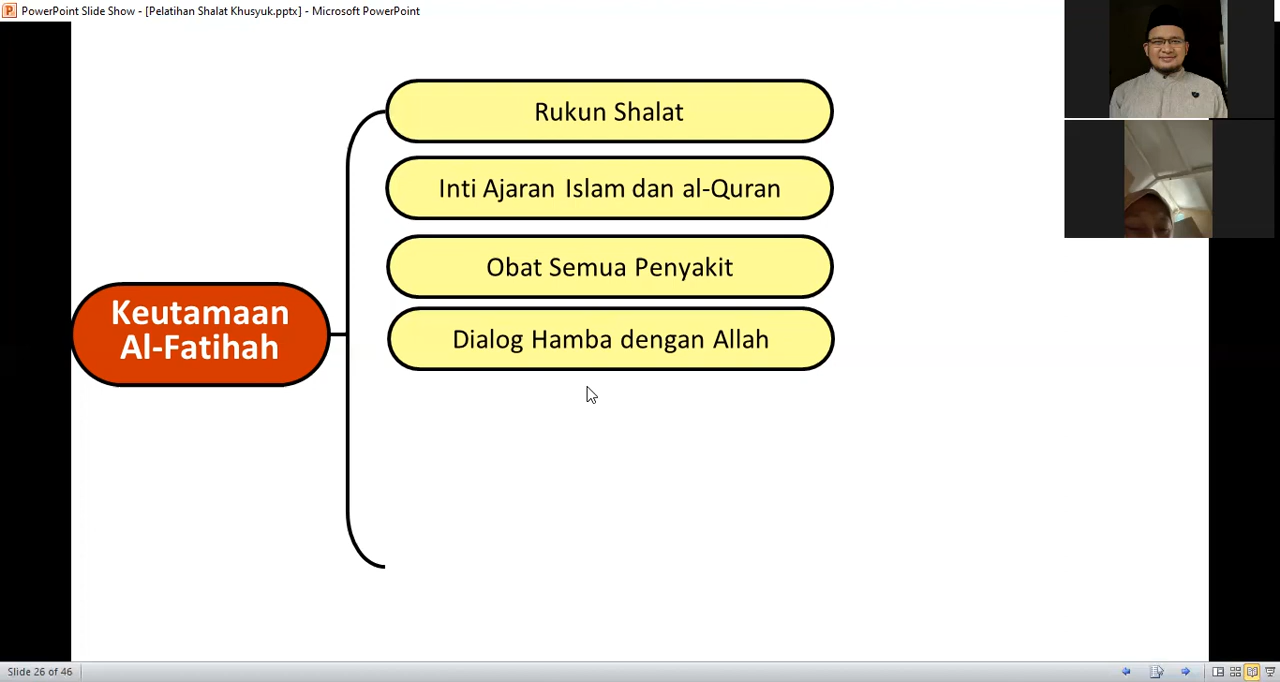 PowerPoint Slide Show - [Pelatihan Shalat Khusyuk.pptx] - Microsoft PowerPoint
Rukun Shalat
Inti Ajaran Islam dan al-Quran
Obat Semua Penyakit
Dialog Hamba dengan Allah
Keutamaan
Al-Fatihah
Slide 26 of 46